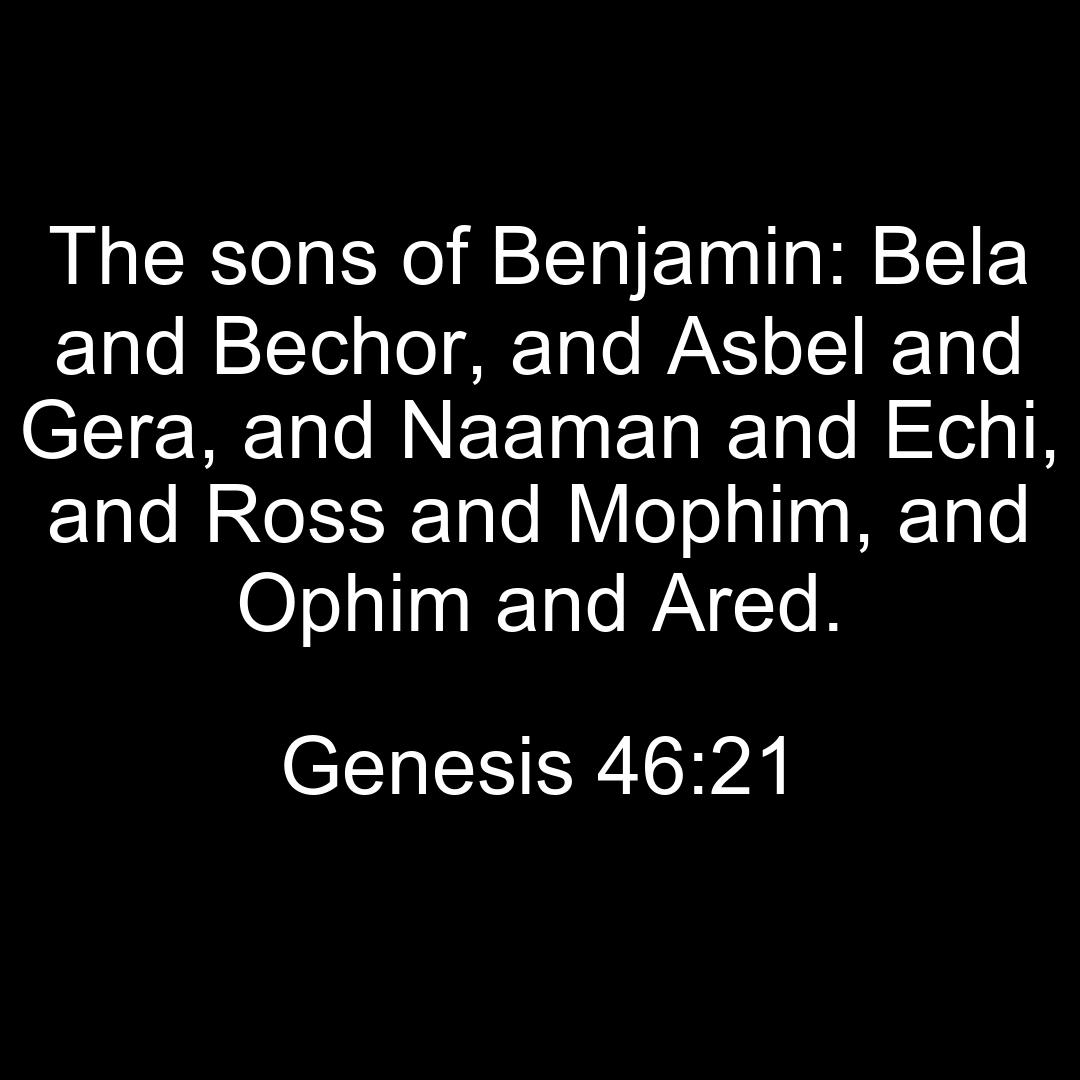 The sons of Benjamin: Bela
and Bechor, and Asbel and
Gera, and Naaman and Echi,
and Ross and Mophim, and
Ophim and Ared.
Genesis 46:21